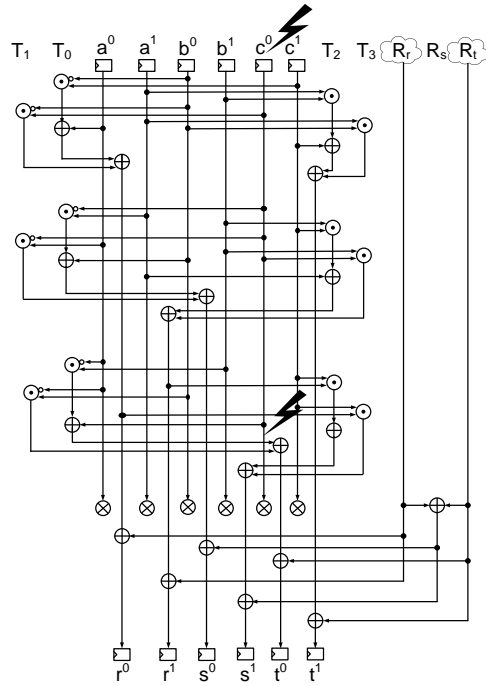 T₁ T₀ a⁰ a¹ b⁰ b¹ c⁰ c¹ T₂ T₃ Rᵣ Rₛ Rₜ
r⁰ r¹ s⁰ s¹ t⁰ t¹